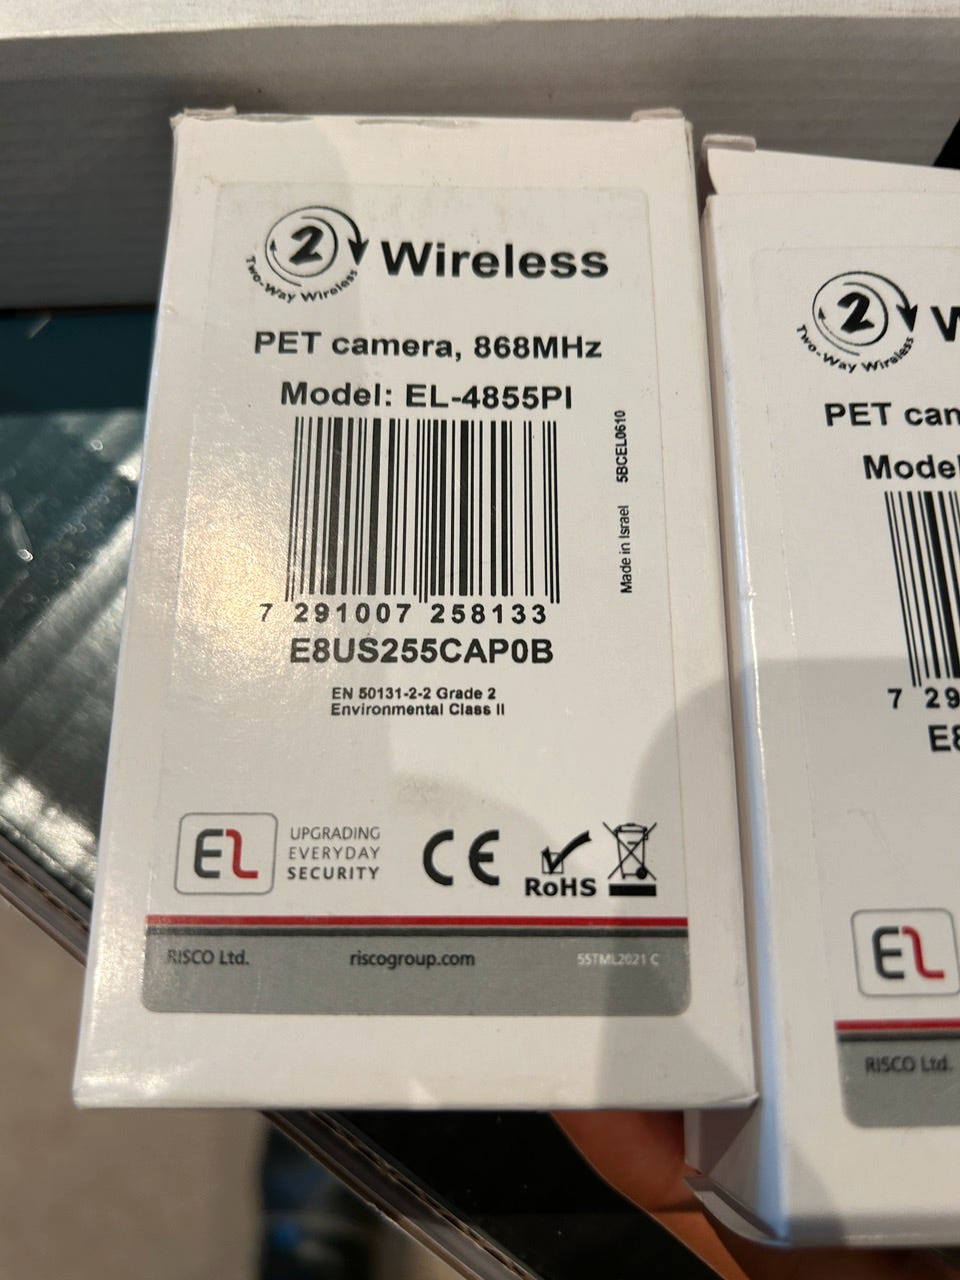 2
Two-Way Wireless
Wireless
PET camera, 868MHz
Model: EL-4855PI
Made in Israel 5BCEL0610
7 291007 258133
E8US255CAP0B
EN 50131-2-2 Grade 2
Environmental Class II
EL
UPGRADING
EVERYDAY
SECURITY
CE
RoHS
RISCO Ltd. riscogroup.com 5STML2021 C
2
Two-Way Wireless
W
PET cam
Model
7 29
E8
EL
RISCO Ltd.